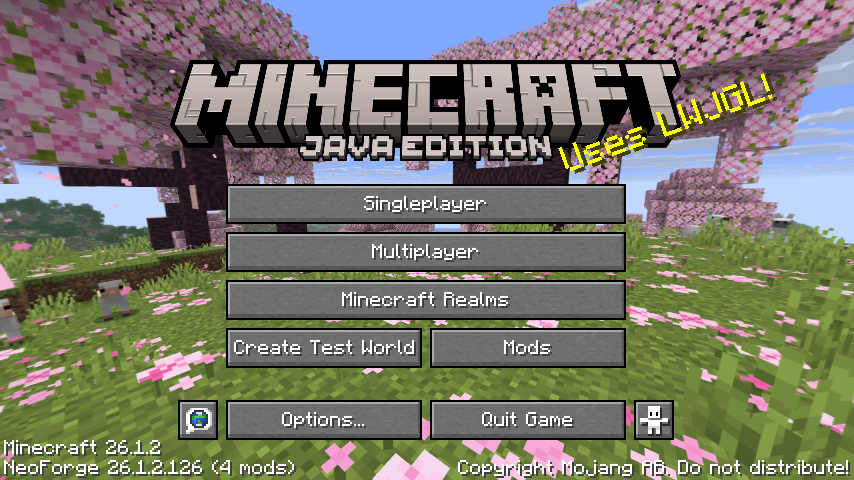 MINECRAFT
JAVA EDITION
Uses LWJGL!
Singleplayer
Multiplayer
Minecraft Realms
Create Test World
Mods
Options...
Quit Game
Minecraft 26.1.2
NeoForge 26.1.2.126 (4 mods)
Copyright Mojang AB. Do not distribute!